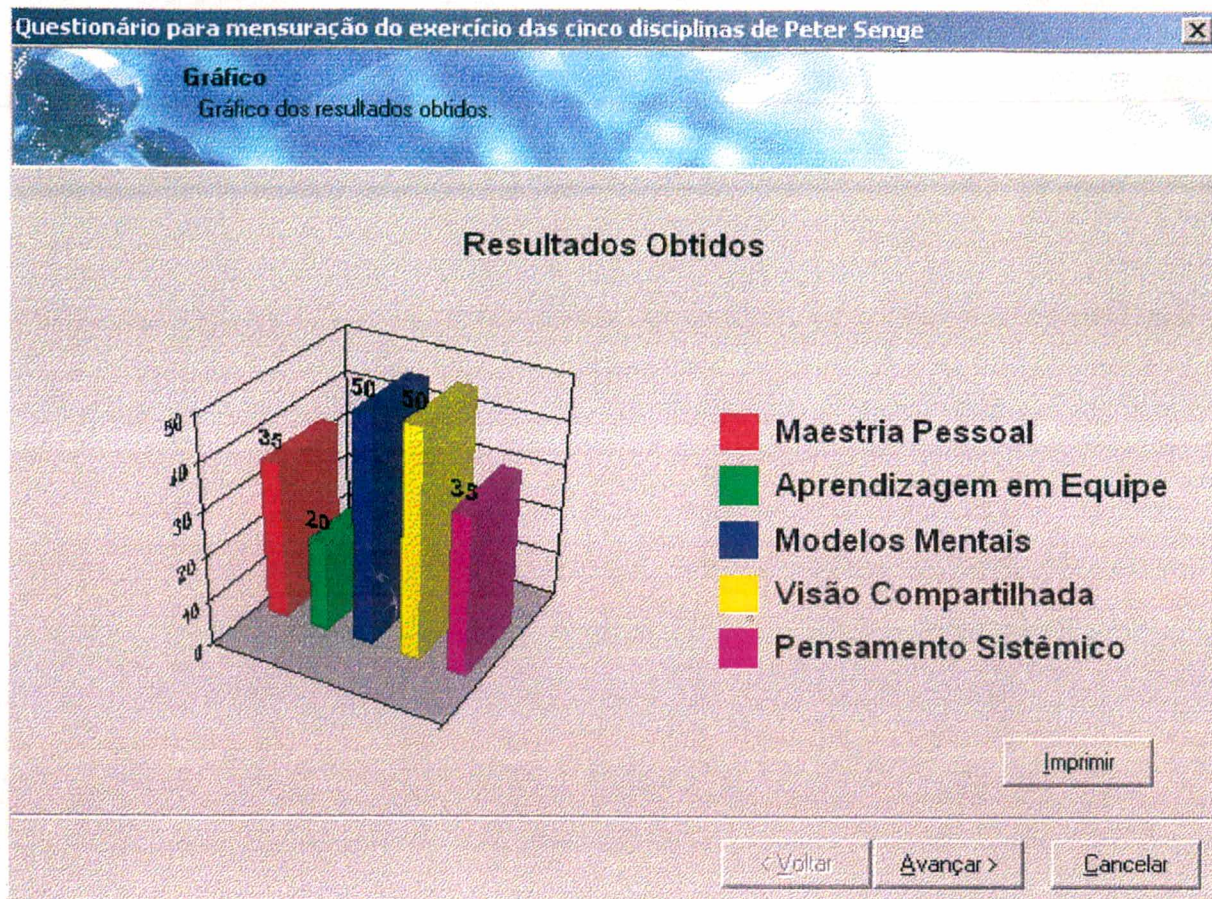 Questionário para mensuração do exercício das cinco disciplinas de Peter Senge
Gráfico
Gráfico dos resultados obtidos.
Resultados Obtidos
50
40
30
20
10
0
35
20
50
50
35
Maestria Pessoal
Aprendizagem em Equipe
Modelos Mentais
Visão Compartilhada
Pensamento Sistêmico
Imprimir
< Voltar
Avançar >
Cancelar